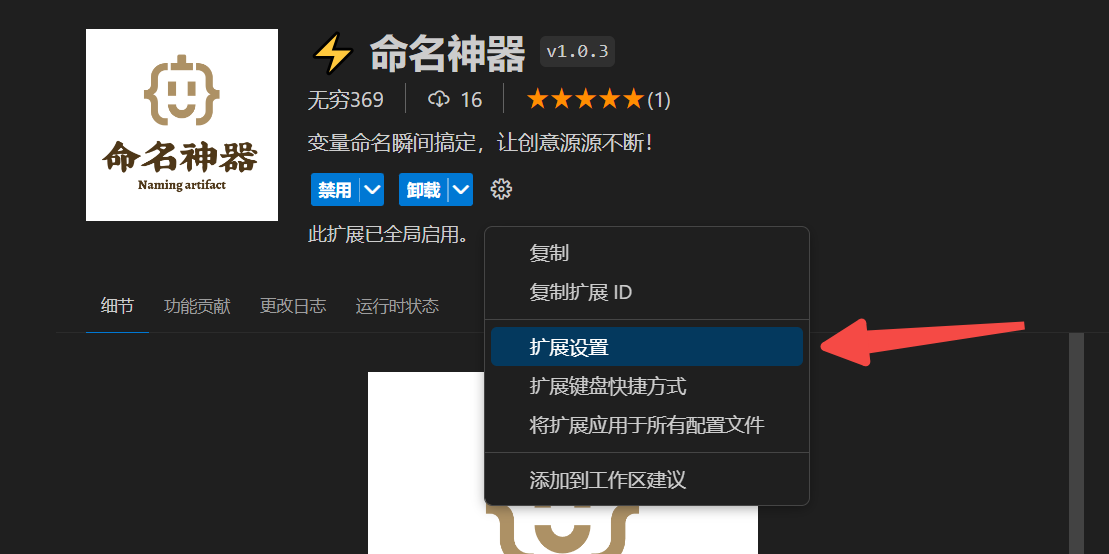 ⚡ 命名神器 v1.0.3
无穷369 16 ★★★★★(1)
变量命名瞬间搞定，让创意源源不断！
命名神器
Naming artifact
禁用 卸载
此扩展已全局启用。
复制
复制扩展 ID
细节 功能贡献 更改日志 运行时状态
扩展设置
扩展键盘快捷方式
将扩展应用于所有配置文件
添加到工作区建议